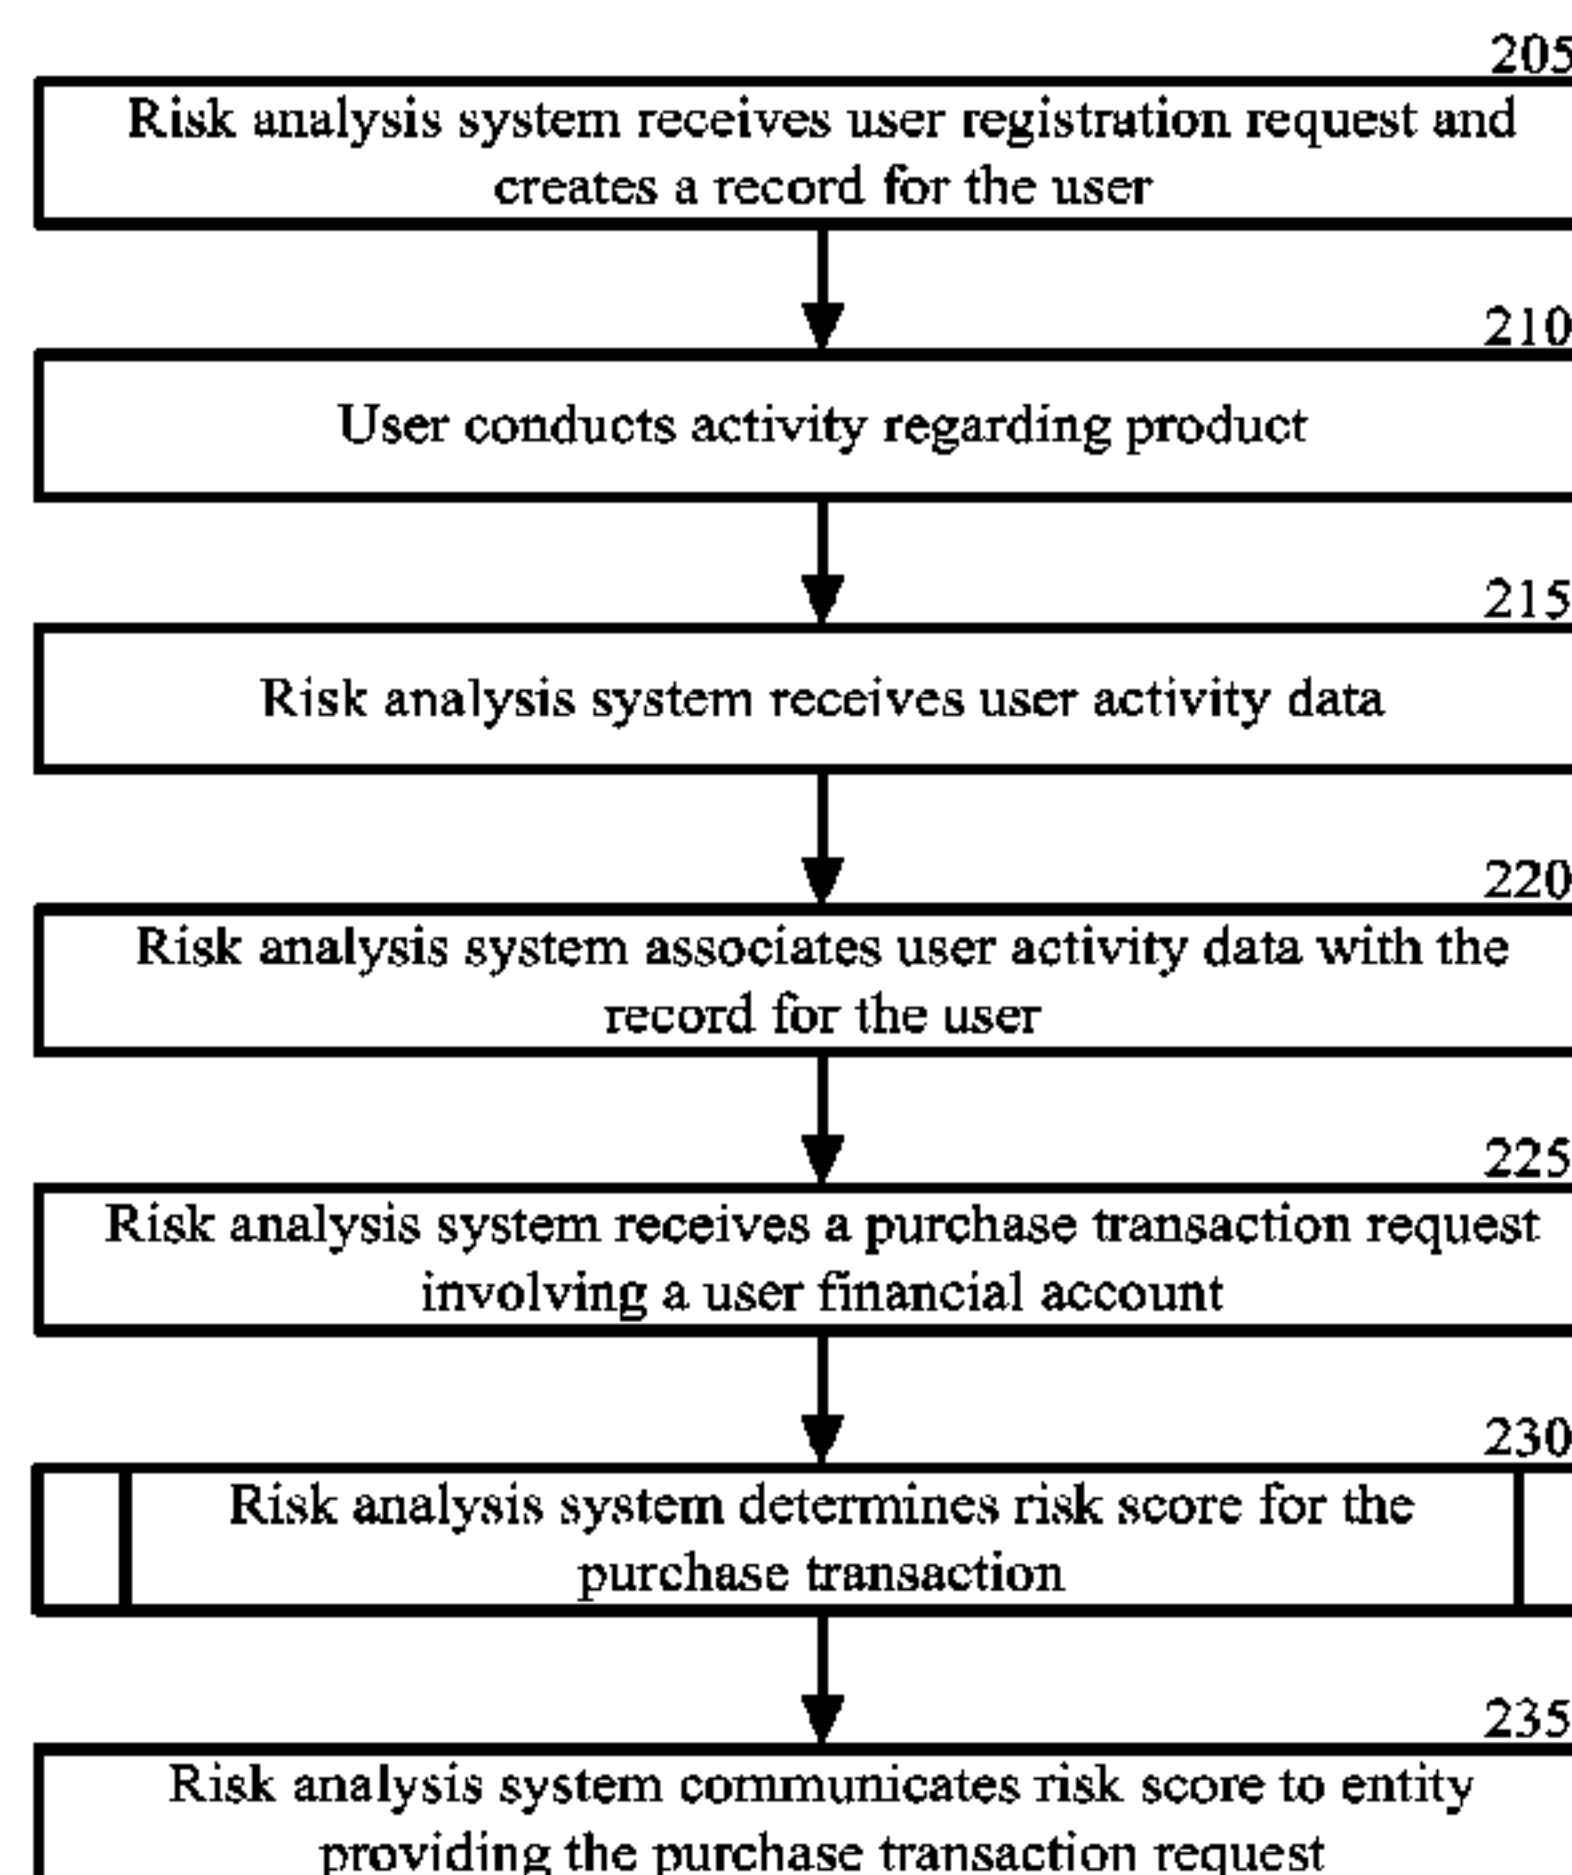 205
Risk analysis system receives user registration request and
creates a record for the user
210
User conducts activity regarding product
215
Risk analysis system receives user activity data
220
Risk analysis system associates user activity data with the
record for the user
225
Risk analysis system receives a purchase transaction request
involving a user financial account
230
Risk analysis system determines risk score for the
purchase transaction
235
Risk analysis system communicates risk score to entity
providing the purchase transaction request